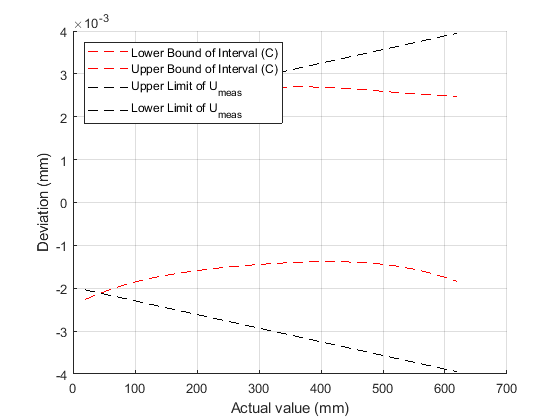 ×10⁻³
4
3
2
1
0
-1
-2
-3
-4
Lower Bound of Interval (C)
Upper Bound of Interval (C)
Upper Limit of U_meas
Lower Limit of U_meas
Deviation (mm)
0 100 200 300 400 500 600 700
Actual value (mm)